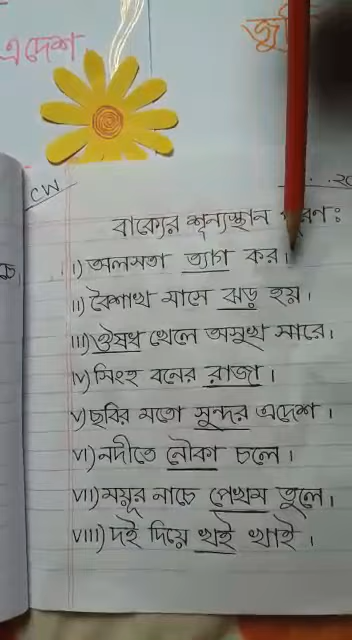 এদেশ
CW
বাক্যের শূন্যস্থান পূরণ ঃ
I) অলসতা ত্যাগ কর।
II) বৈশাখ মাসে ঝড় হয়।
III) ঔষধ খেলে অসুখ সারে।
IV) সিংহ বনের রাজা।
V) ছবির মতো সুন্দর এদেশ।
VI) নদীতে নৌকা চলে।
VII) ময়ূর নাচে পেখম তুলে।
VIII) দই দিয়ে খই খাই।